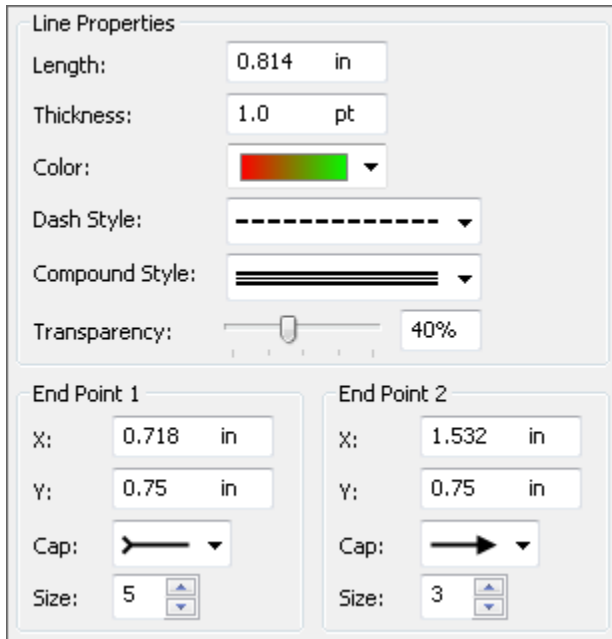 Line Properties
Length: 0.814 in
Thickness: 1.0 pt
Color:
Dash Style:
Compound Style:
Transparency: 40%
End Point 1
X: 0.718 in
Y: 0.75 in
Cap:
Size: 5
End Point 2
X: 1.532 in
Y: 0.75 in
Cap:
Size: 3